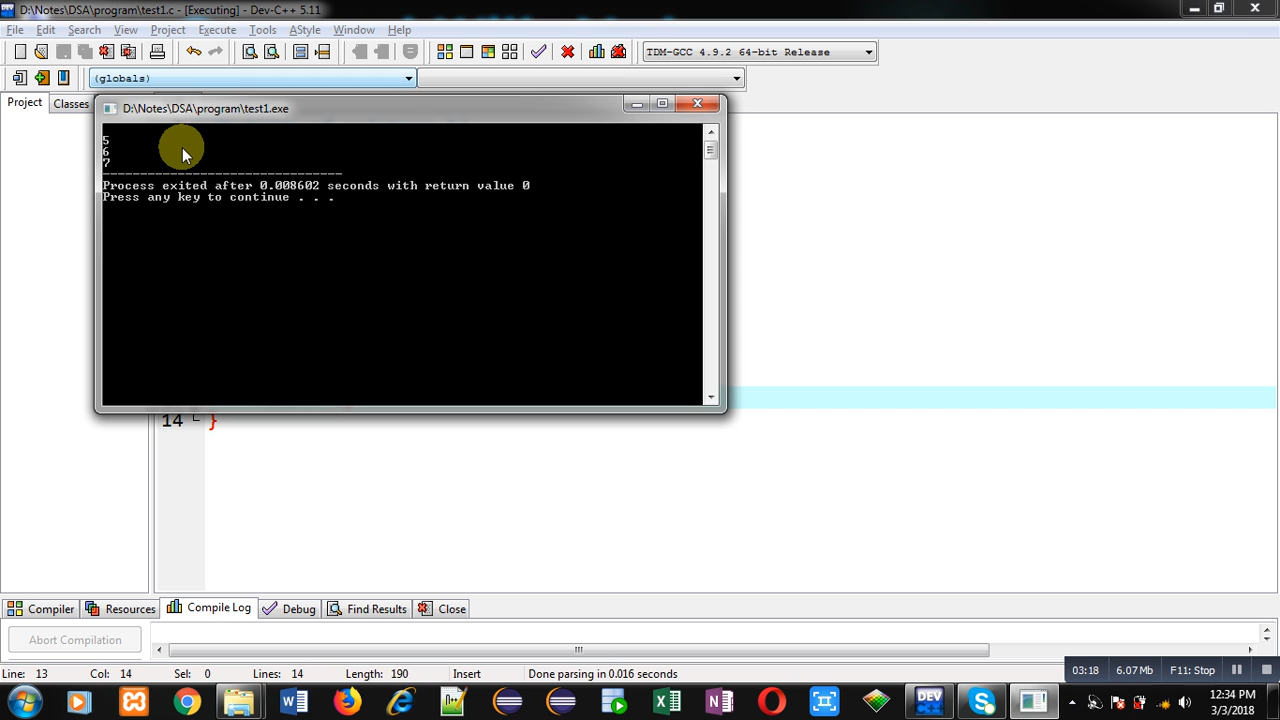 D:\Notes\DSA\program\test1.c - [Executing] - Dev-C++ 5.11
File Edit Search View Project Execute Tools AStyle Window Help
TDM-GCC 4.9.2 64-bit Release
(globals)
Project Classes
D:\Notes\DSA\program\test1.exe
5
6
7
--------------------------------
Process exited after 0.008602 seconds with return value 0
Press any key to continue . . .
14 }
Compiler Resources Compile Log Debug Find Results Close
Abort Compilation
Line: 13 Col: 14 Sel: 0 Lines: 14 Length: 190 Insert Done parsing in 0.016 seconds
03:18 6.07 Mb F11: Stop
DEV
12:34 PM
3/3/2018